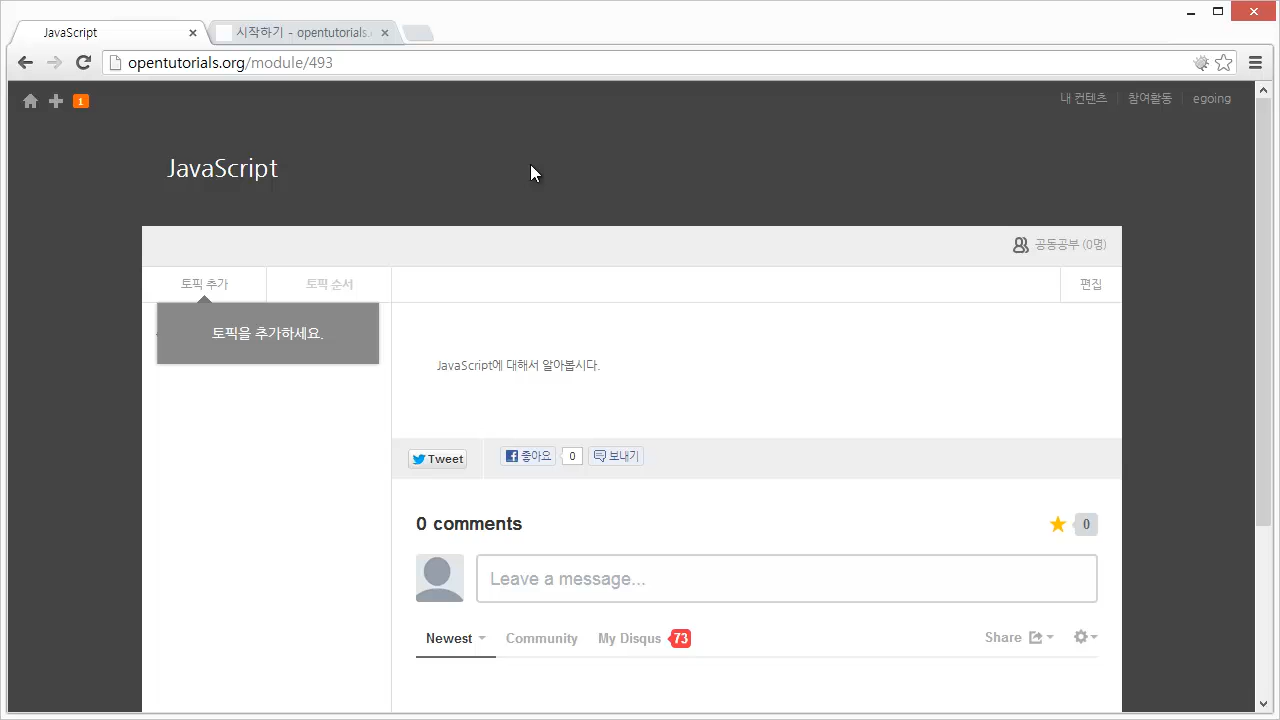 JavaScript
시작하기 - opentutorials.
opentutorials.org/module/493
1
내 컨텐츠
참여활동
egoing
JavaScript
공동공부 (0명)
토픽 추가
토픽 순서
편집
토픽을 추가하세요.
JavaScript에 대해서 알아봅시다.
Tweet
좋아요
0
보내기
0 comments
0
Leave a message...
Newest
Community
My Disqus
73
Share